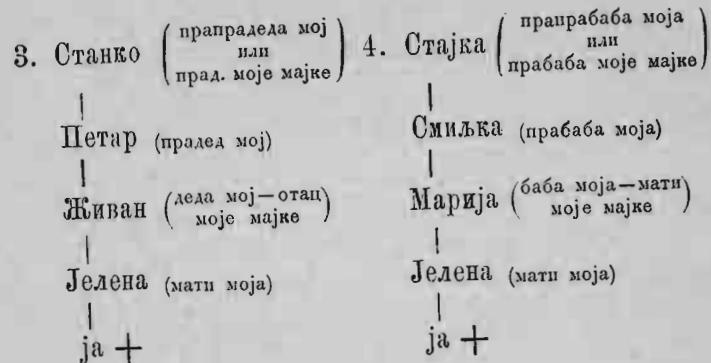 3. Станко (прапрадеда мој или прад. моје мајке)
Петар (прадед мој)
Живан (деда мој—отац моје мајке)
Јелена (мати моја)
ја +
4. Стајка (прапрабаба моја или прабаба моје мајке)
Смиљка (прабаба моја)
Марија (баба моја—мати моје мајке)
Јелена (мати моја)
ја +